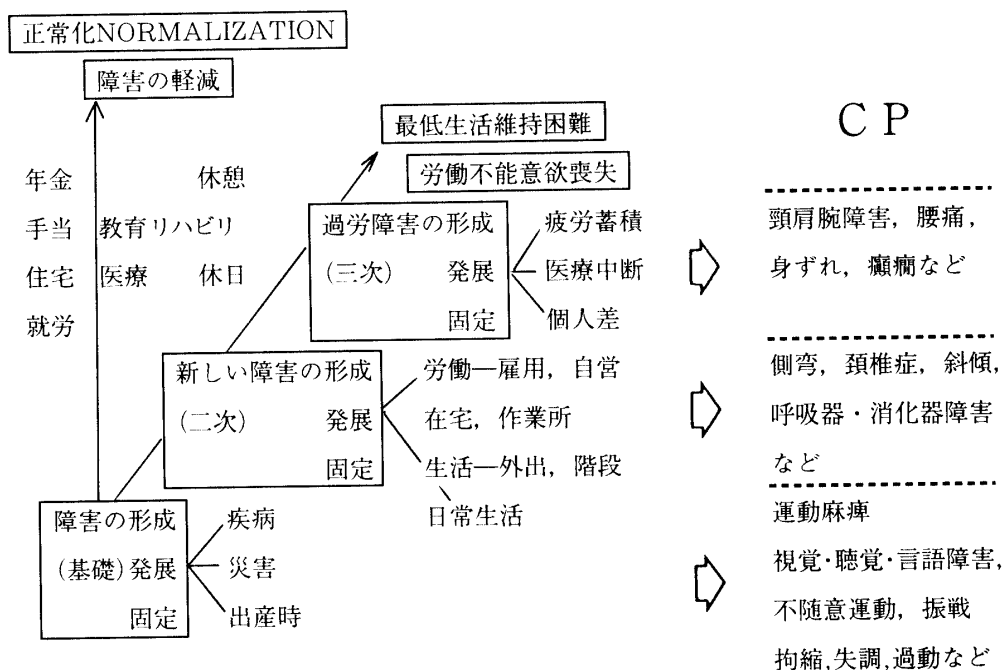 正常化NORMALIZATION
障害の軽減
最低生活維持困難
労働不能意欲喪失
CP
年金 休憩
手当 教育リハビリ
住宅 医療 休日
就労
過労障害の形成
(三次) 発展
固定
疲労蓄積
医療中断
個人差
頸肩腕障害，腰痛，
身ずれ，癲癇など
新しい障害の形成
(二次) 発展
固定
労働―雇用，自営
在宅，作業所
生活―外出，階段
日常生活
側弯，頚椎症，斜傾，
呼吸器・消化器障害
など
障害の形成
(基礎)発展
固定
疾病
災害
出産時
運動麻痺
視覚・聴覚・言語障害，
不随意運動，振戦
拘縮，失調，過動など